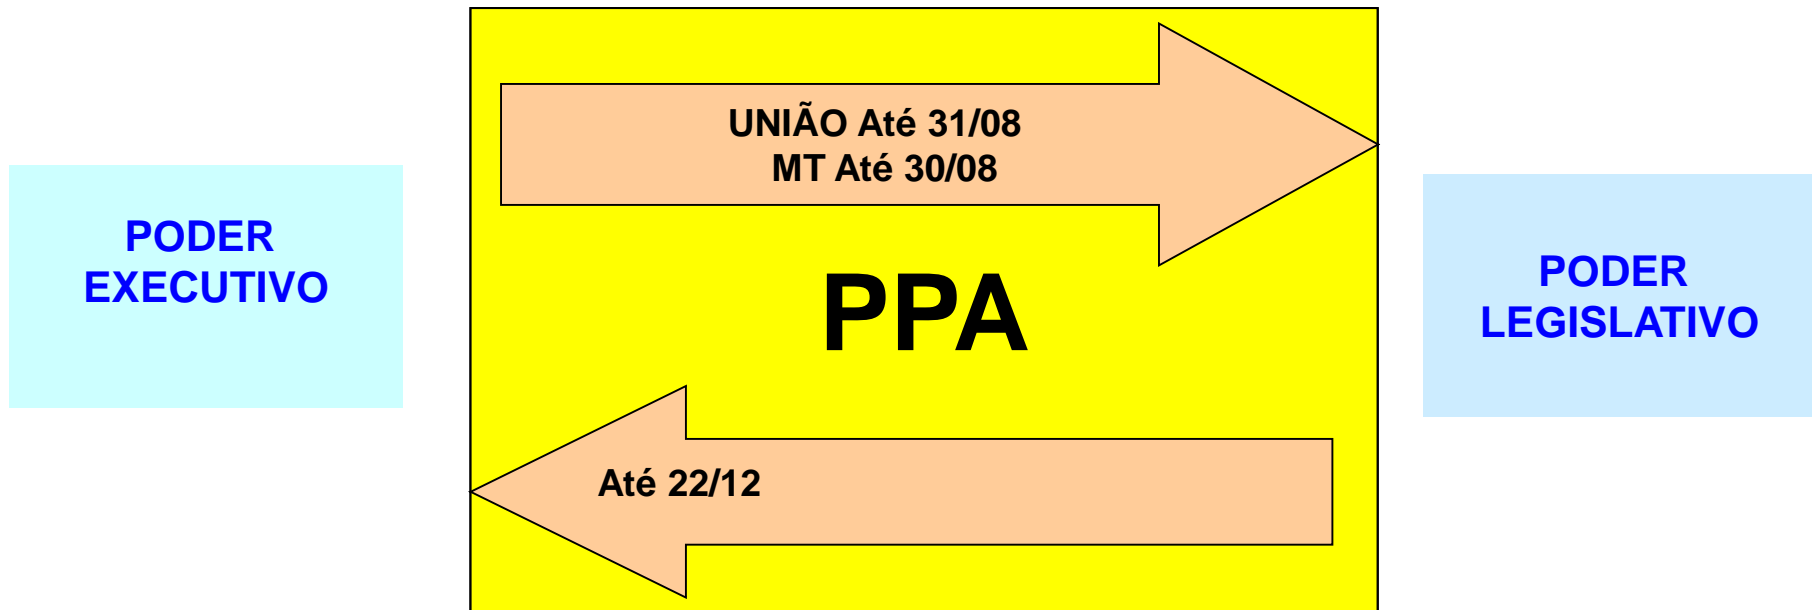 PODER
EXECUTIVO
UNIÃO Até 31/08
MT Até 30/08
PPA
Até 22/12
PODER
LEGISLATIVO